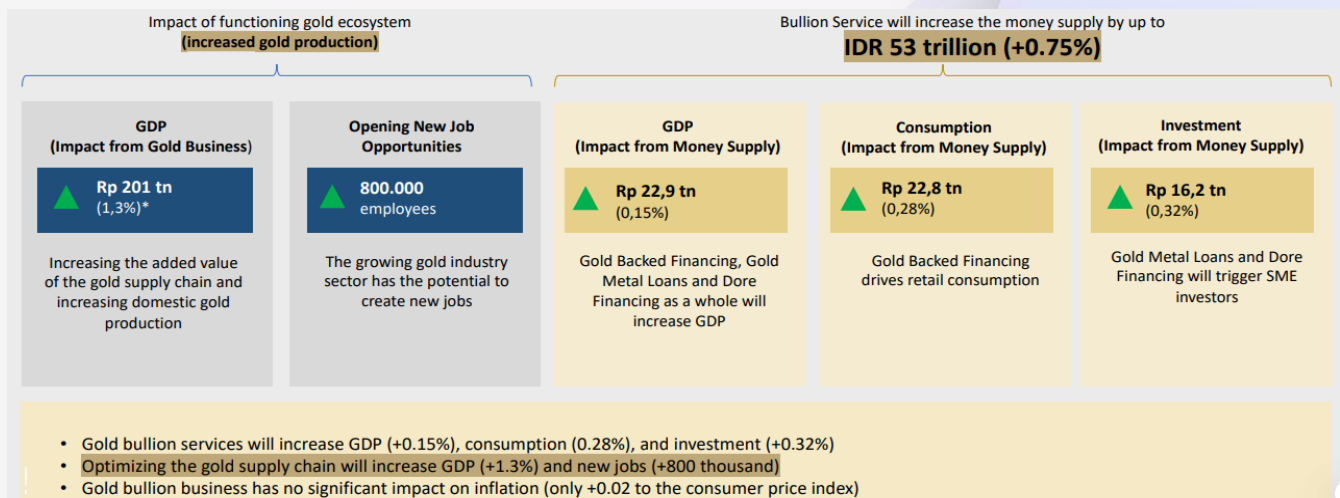 Impact of functioning gold ecosystem
(increased gold production)
Bullion Service will increase the money supply by up to
IDR 53 trillion (+0.75%)
GDP
(Impact from Gold Business)
Rp 201 tn
(1,3%)*
Increasing the added value
of the gold supply chain and
increasing domestic gold
production
Opening New Job
Opportunities
800.000
employees
The growing gold industry
sector has the potential to
create new jobs
GDP
(Impact from Money Supply)
Rp 22,9 tn
(0,15%)
Gold Backed Financing, Gold
Metal Loans and Dore
Financing as a whole will
increase GDP
Consumption
(Impact from Money Supply)
Rp 22,8 tn
(0,28%)
Gold Backed Financing
drives retail consumption
Investment
(Impact from Money Supply)
Rp 16,2 tn
(0,32%)
Gold Metal Loans and Dore
Financing will trigger SME
investors
• Gold bullion services will increase GDP (+0.15%), consumption (0.28%), and investment (+0.32%)
• Optimizing the gold supply chain will increase GDP (+1.3%) and new jobs (+800 thousand)
• Gold bullion business has no significant impact on inflation (only +0.02 to the consumer price index)